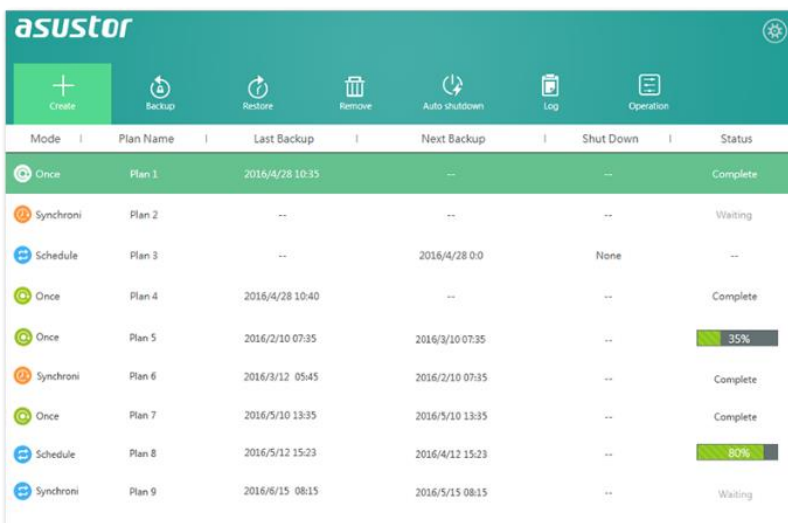 asustor
Create Backup Restore Remove Auto shutdown Log Operation
Mode Plan Name Last Backup Next Backup Shut Down Status
Once Plan 1 2016/4/28 10:35 -- -- Complete
Synchroni Plan 2 -- -- -- Waiting
Schedule Plan 3 -- 2016/4/28 0:0 None --
Once Plan 4 2016/4/28 10:40 -- -- Complete
Once Plan 5 2016/2/10 07:35 2016/3/10 07:35 -- 35%
Synchroni Plan 6 2016/3/12 05:45 2016/2/10 07:35 -- Complete
Once Plan 7 2016/5/10 13:35 2016/5/10 13:35 -- Complete
Schedule Plan 8 2016/5/12 15:23 2016/4/12 15:23 -- 80%
Synchroni Plan 9 2016/6/15 08:15 2016/5/15 08:15 -- Waiting